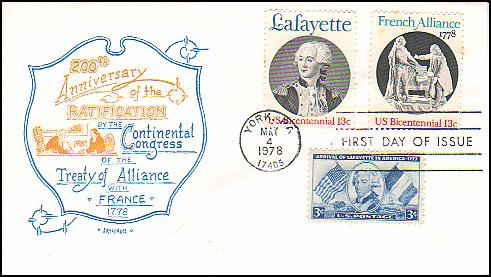 200th
Anniversary
of the
RATIFICATION
BY THE
Continental
Congress
OF THE
Treaty of Alliance
WITH
FRANCE
1778
Lafayette
US Bicentennial 13c
French Alliance
1778
US Bicentennial 13c
YORK, PA
MAY
4
1978
17405
FIRST DAY OF ISSUE
ARRIVAL OF LAFAYETTE IN AMERICA-1777
3¢ U.S. POSTAGE 3¢